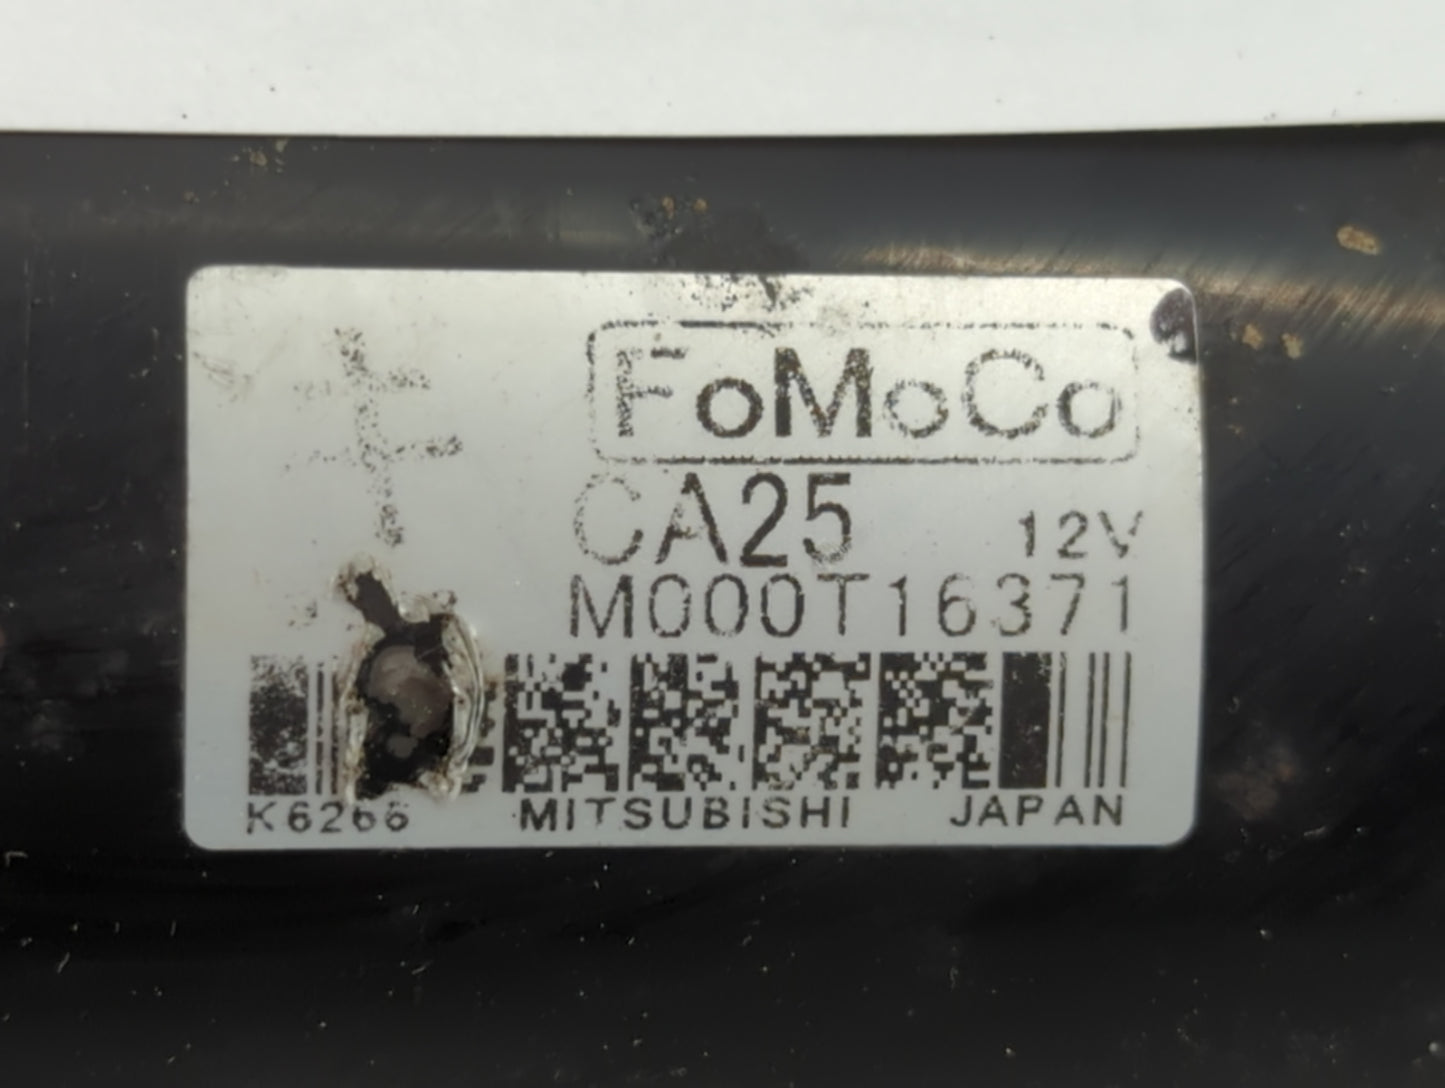 FoMoCo
CA25
12V
M000T16371
K6266 MITSUBISHI JAPAN